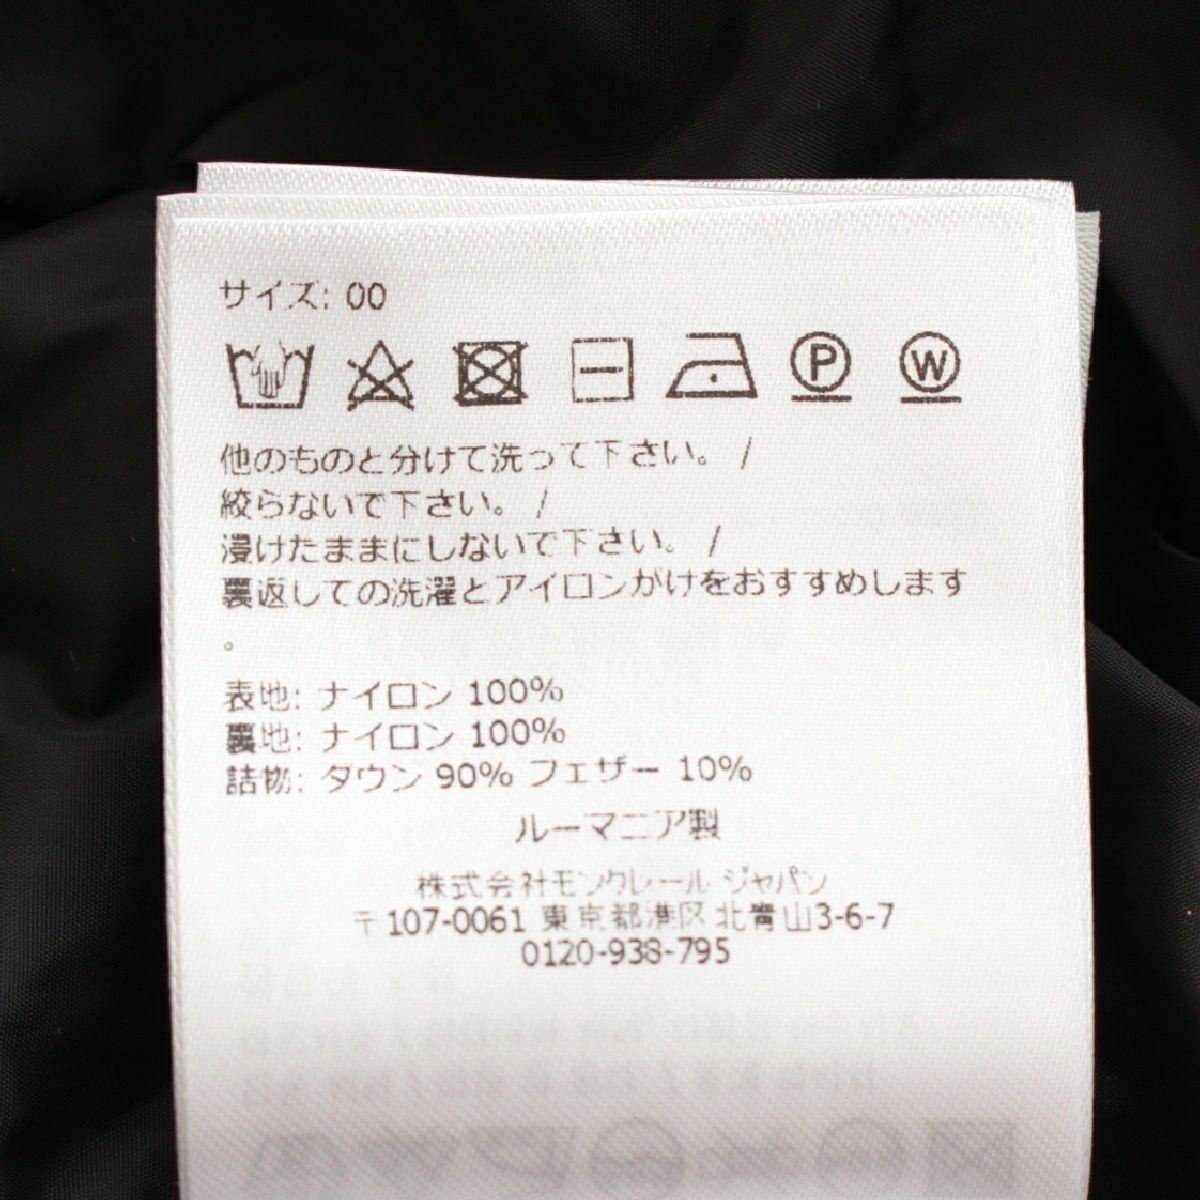 サイズ: 00
P W
他のものと分けて洗って下さい。 /
絞らないで下さい。 /
浸けたままにしないで下さい。 /
裏返しての洗濯とアイロンがけをおすすめします
。
表地: ナイロン 100%
裏地: ナイロン 100%
詰物: ダウン 90% フェザー 10%
ルーマニア製
株式会社モンクレール ジャパン
〒107-0061 東京都港区北青山3-6-7
0120-938-795